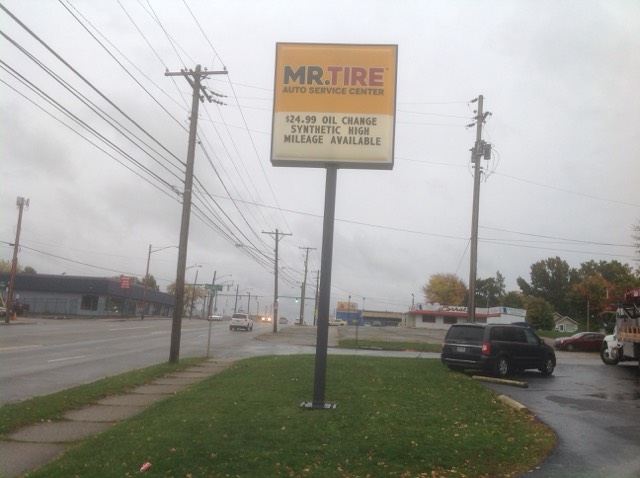 MR.TIRE
AUTO SERVICE CENTER
$24.99 OIL CHANGE
SYNTHETIC HIGH
MILEAGE AVAILABLE